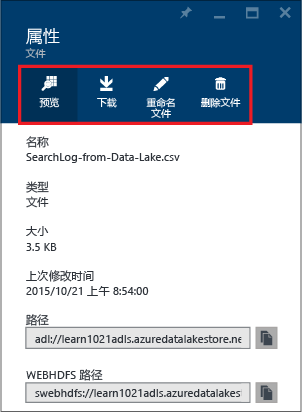 属性
文件
预览
下载
重命名
文件
删除文件
名称
SearchLog-from-Data-Lake.csv
类型
文件
大小
3.5 KB
上次修改时间
2015/10/21 上午 8:54:00
路径
adl://learn1021adls.azuredatalakestore.ne
WEBHDFS 路径
swebhdfs://learn1021adls.azuredatalakes